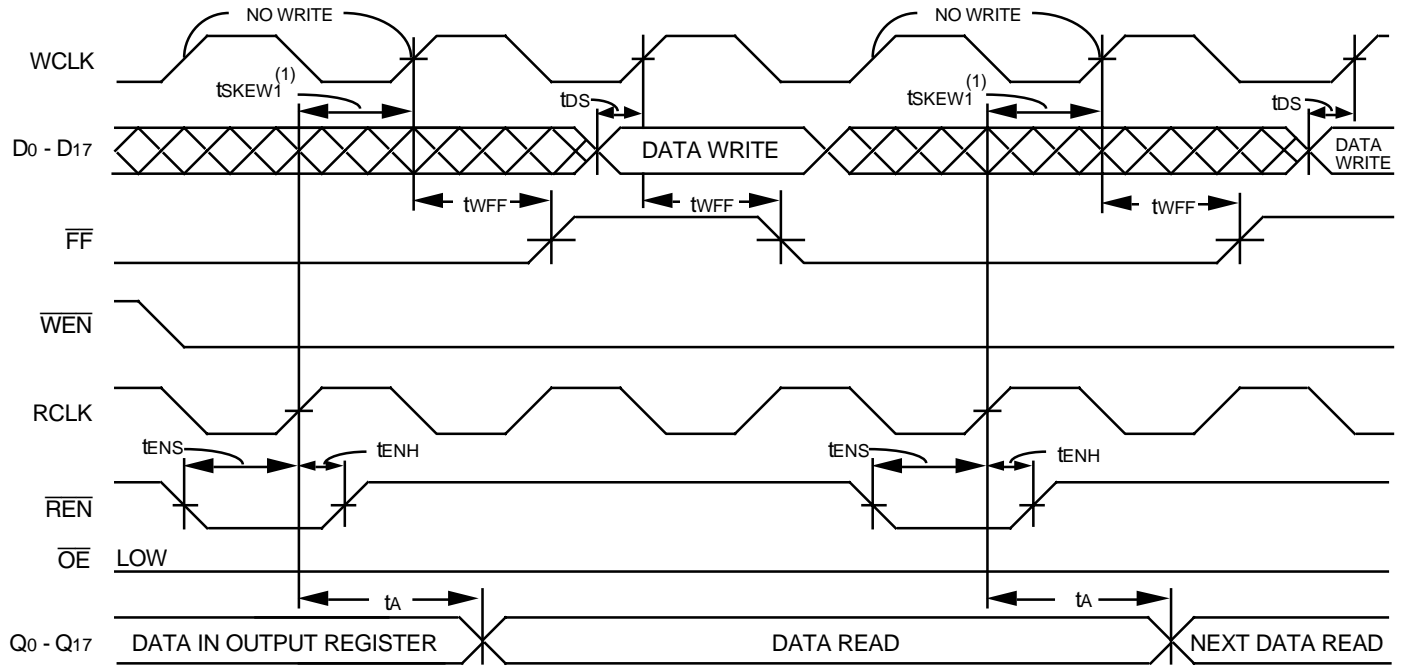 NO WRITE
NO WRITE
WCLK
tSKEW1(1)
tDS
tSKEW1(1)
tDS
D0 - D17
DATA WRITE
DATA WRITE
tWFF
tWFF
tWFF
FF
WEN
RCLK
tENS
tENH
tENS
tENH
REN
OE
LOW
tA
tA
Q0 - Q17
DATA IN OUTPUT REGISTER
DATA READ
NEXT DATA READ